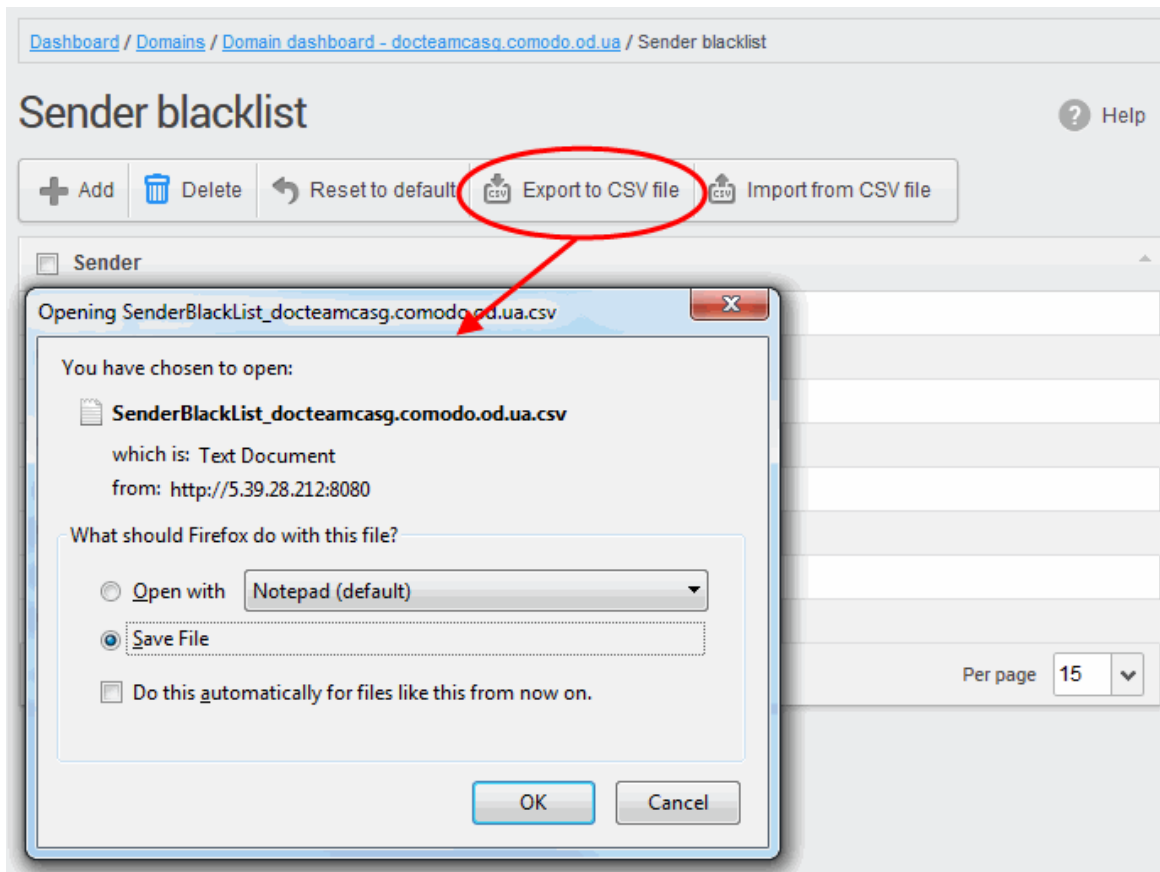 Dashboard / Domains / Domain dashboard - docteamcasg.comodo.od.ua / Sender blacklist
Sender blacklist
Help
Add
Delete
Reset to default
Export to CSV file
Import from CSV file
Sender
Opening SenderBlackList_docteamcasg.comodo.od.ua.csv
You have chosen to open:
SenderBlackList_docteamcasg.comodo.od.ua.csv
which is: Text Document
from: http://5.39.28.212:8080
What should Firefox do with this file?
Open with Notepad (default)
Save File
Do this automatically for files like this from now on.
Per page 15
OK Cancel